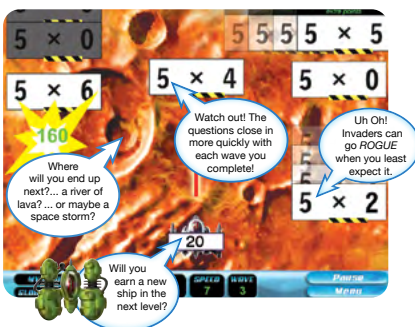 5 × 0
5 5 5 5 × 5
5 × 6
5 × 4
5 × 0
160
Watch out! The
questions close in
more quickly with
each wave you
complete!
Uh Oh!
Invaders can
go ROGUE
when you least
expect it.
Where
will you end up
next?... a river of
lava? ... or maybe a
space storm?
5
5
5 × 2
20
Will you
earn a new
ship in the
next level?
SPEED
7
WAVE
3
Pause
Menu